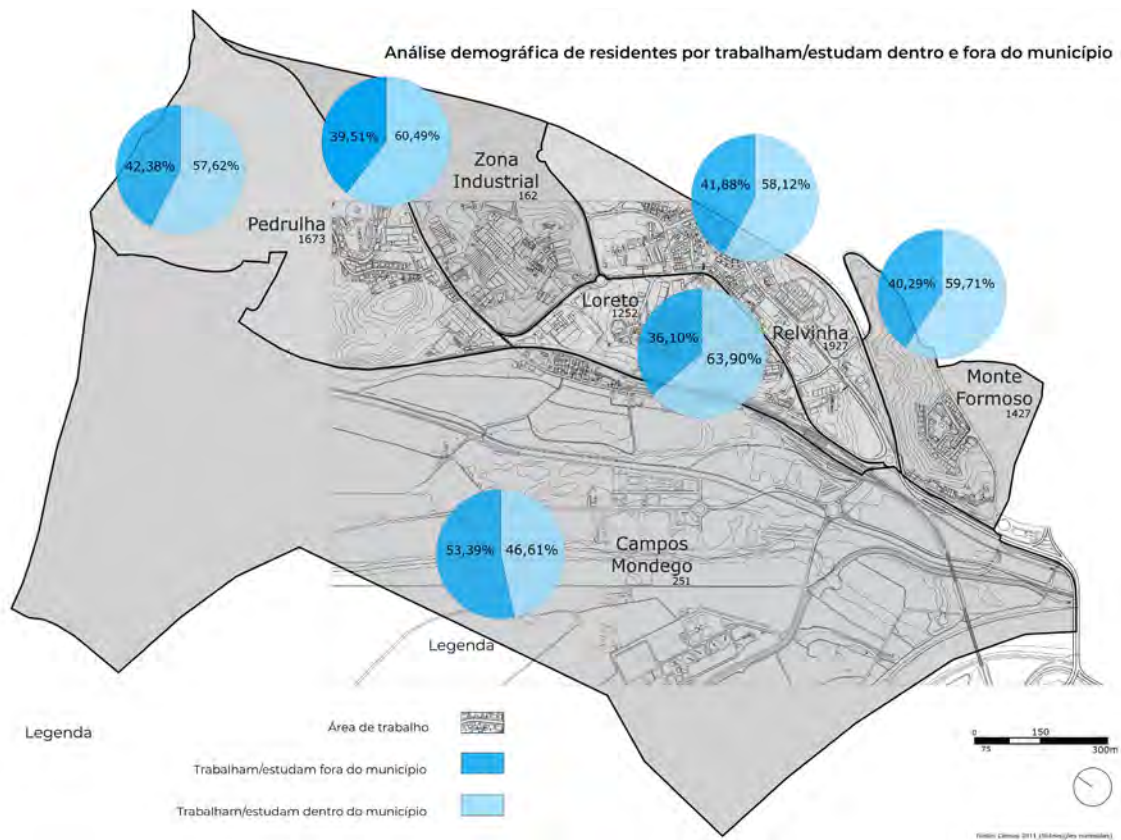 Análise demográfica de residentes por trabalham/estudam dentro e fora do município
39,51%
60,49%
42,38%
57,62%
Zona
Industrial
162
41,88%
58,12%
Pedrulha
1673
40,29%
59,71%
Loreto
1252
36,10%
63,90%
Relvinha
1927
Monte
Formoso
1427
53,39%
46,61%
Campos
Mondego
251
Legenda
Legenda
Área de trabalho
Trabalham/estudam fora do município
Trabalham/estudam dentro do município
0
150
75
300m